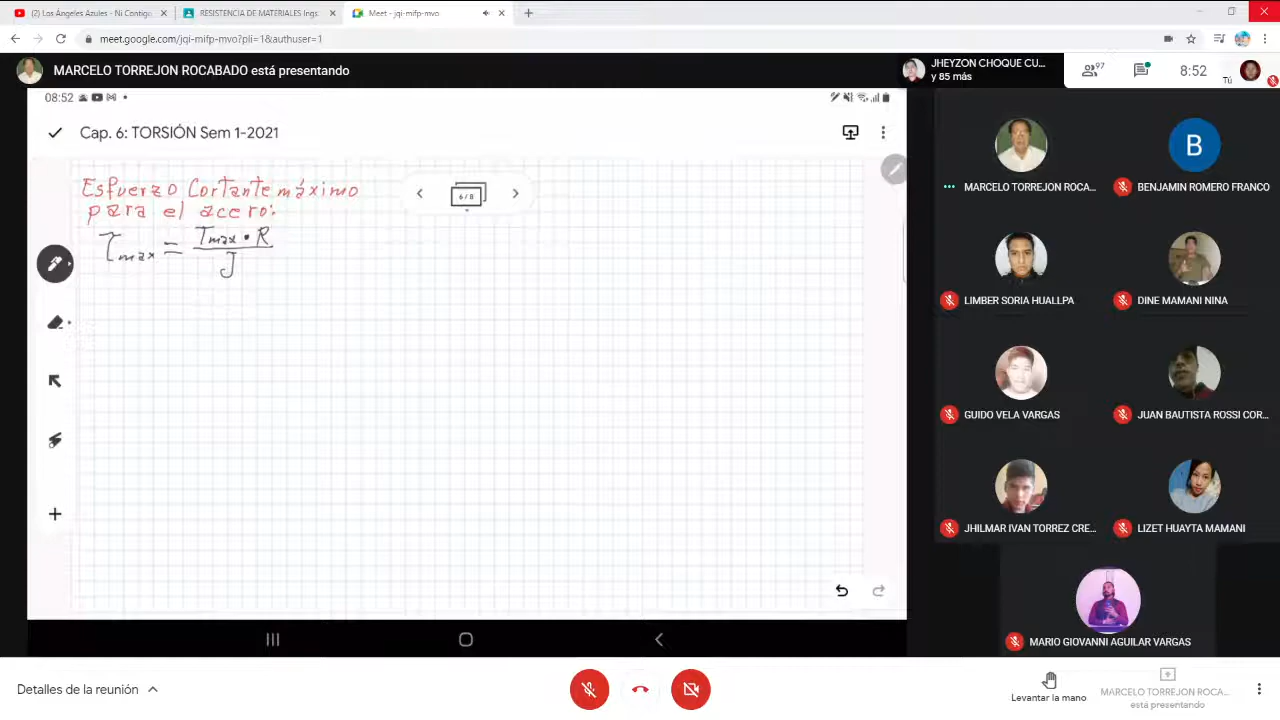 (2) Los Ángeles Azules - Ni Contigo
RESISTENCIA DE MATERIALES Ings.
Meet - jqi-mifp-mvo
meet.google.com/jqi-mifp-mvo?pli=1&authuser=1
MARCELO TORREJON ROCABADO está presentando
JHEYZON CHOQUE CU...
y 85 más
97
8:52
Tú
08:52
Cap. 6: TORSIÓN Sem 1-2021
6 / 8
Esfuerzo Cortante máximo
para el acero:
τmax = Tmax • R / J
MARCELO TORREJON ROCA...
B
BENJAMIN ROMERO FRANCO
LIMBER SORIA HUALLPA
DINE MAMANI NINA
GUIDO VELA VARGAS
JUAN BAUTISTA ROSSI COR...
JHILMAR IVAN TORREZ CRE...
LIZET HUAYTA MAMANI
MARIO GIOVANNI AGUILAR VARGAS
Detalles de la reunión
Levantar la mano
MARCELO TORREJON ROCA...
está presentando